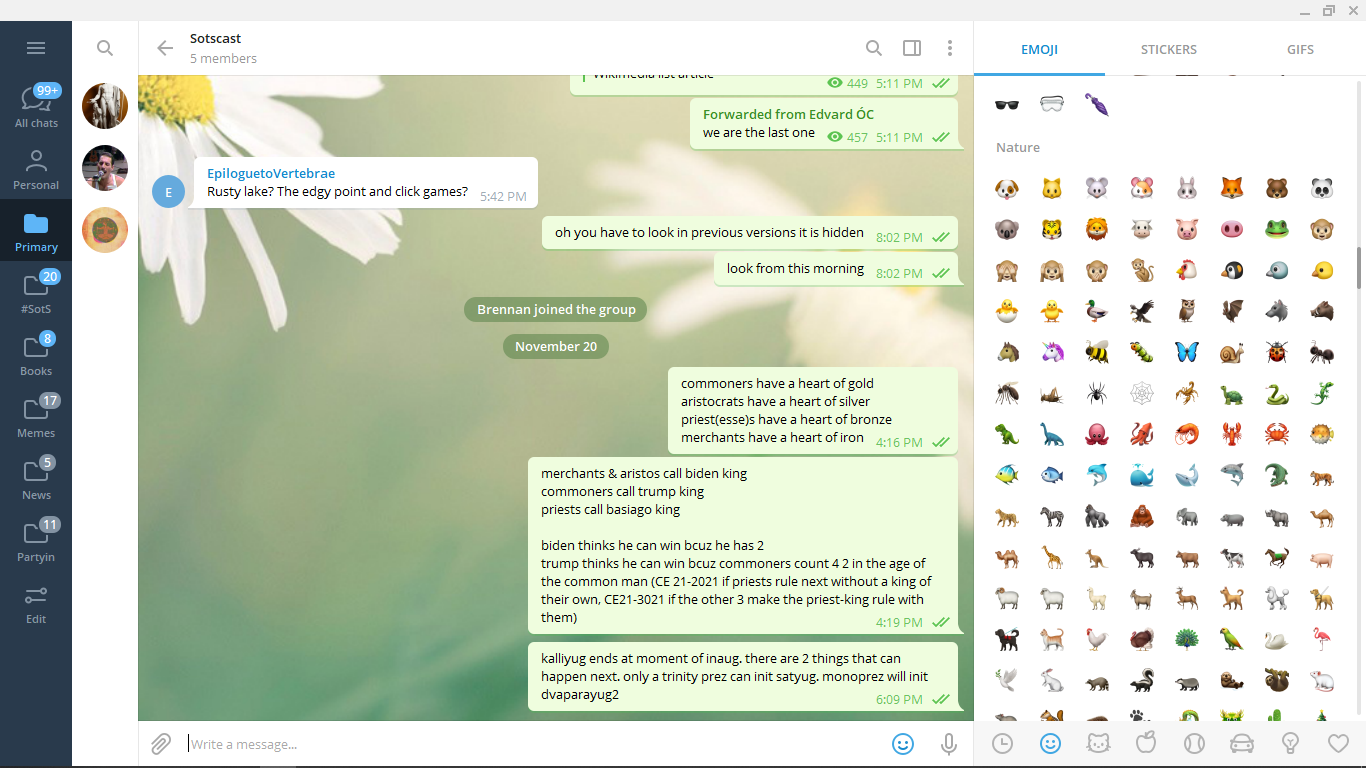 Sotscast
5 members
EMOJI
STICKERS
GIFS
99+
All chats
Personal
Primary
20
#SotS
8
Books
17
Memes
5
News
11
Partyin
Edit
Wikimedia list article
449 5:11 PM
Forwarded from Edvard ÓC
we are the last one
457 5:11 PM
E
EpiloguetoVertebrae
Rusty lake? The edgy point and click games?
5:42 PM
oh you have to look in previous versions it is hidden
8:02 PM
look from this morning
8:02 PM
Brennan joined the group
November 20
commoners have a heart of gold
aristocrats have a heart of silver
priest(esse)s have a heart of bronze
merchants have a heart of iron
4:16 PM
merchants & aristos call biden king
commoners call trump king
priests call basiago king
biden thinks he can win bcuz he has 2
trump thinks he can win bcuz commoners count 4 2 in the age of
the common man (CE 21-2021 if priests rule next without a king of
their own, CE21-3021 if the other 3 make the priest-king rule with
them)
4:19 PM
kalliyug ends at moment of inaug. there are 2 things that can
happen next. only a trinity prez can init satyug. monoprez will init
dvaparayug2
6:09 PM
Write a message...
Nature